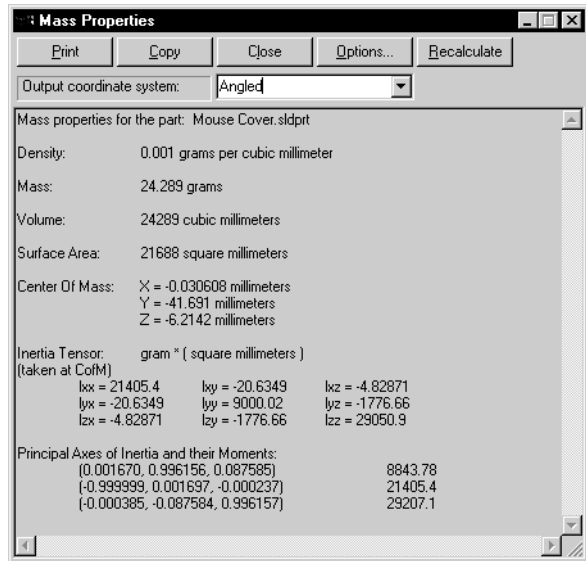 Mass Properties
Print Copy Close Options... Recalculate
Output coordinate system: Angled
Mass properties for the part: Mouse Cover.sldprt
Density: 0.001 grams per cubic millimeter
Mass: 24.289 grams
Volume: 24289 cubic millimeters
Surface Area: 21688 square millimeters
Center Of Mass: X = -0.030608 millimeters
Y = -41.691 millimeters
Z = -6.2142 millimeters
Inertia Tensor: gram * ( square millimeters )
(taken at CofM)
Ixx = 21405.4 Ixy = -20.6349 Ixz = -4.82871
Iyx = -20.6349 Iyy = 9000.02 Iyz = -1776.66
Izx = -4.82871 Izy = -1776.66 Izz = 29050.9
Principal Axes of Inertia and their Moments:
(0.001670, 0.996156, 0.087585) 8843.78
(-0.999999, 0.001697, -0.000237) 21405.4
(-0.000385, -0.087584, 0.996157) 29207.1